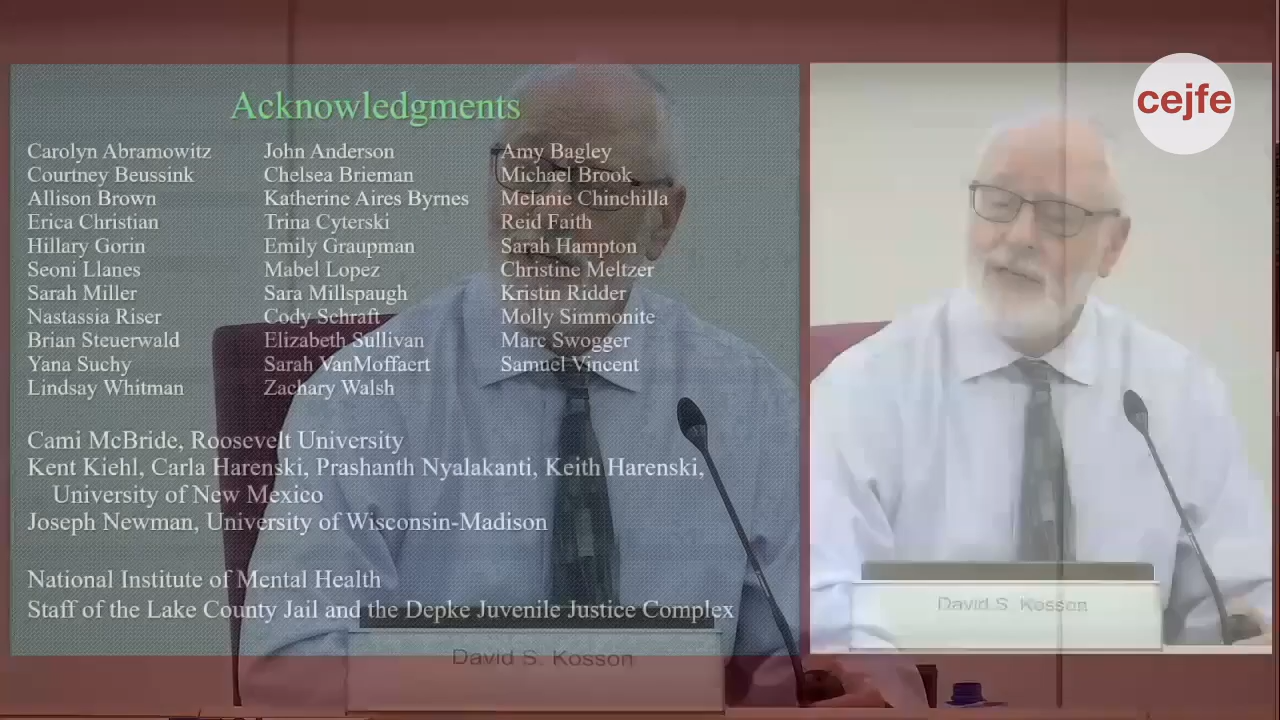 cejfe
Acknowledgments
Carolyn Abramowitz John Anderson Amy Bagley
Courtney Beussink Chelsea Brieman Michael Brook
Allison Brown Katherine Aires Byrnes Melanie Chinchilla
Erica Christian Trina Cyterski Reid Faith
Hillary Gorin Emily Graupman Sarah Hampton
Seoni Llanes Mabel Lopez Christine Meltzer
Sarah Miller Sara Millspaugh Kristin Ridder
Nastassia Riser Cody Schraft Molly Simmonite
Brian Steuerwald Elizabeth Sullivan Marc Swogger
Yana Suchy Sarah VanMoffaert Samuel Vincent
Lindsay Whitman Zachary Walsh
Cami McBride, Roosevelt University
Kent Kiehl, Carla Harenski, Prashanth Nyalakanti, Keith Harenski,
University of New Mexico
Joseph Newman, University of Wisconsin-Madison
National Institute of Mental Health
Staff of the Lake County Jail and the Depke Juvenile Justice Complex
David S. Kosson
David S. Kosson